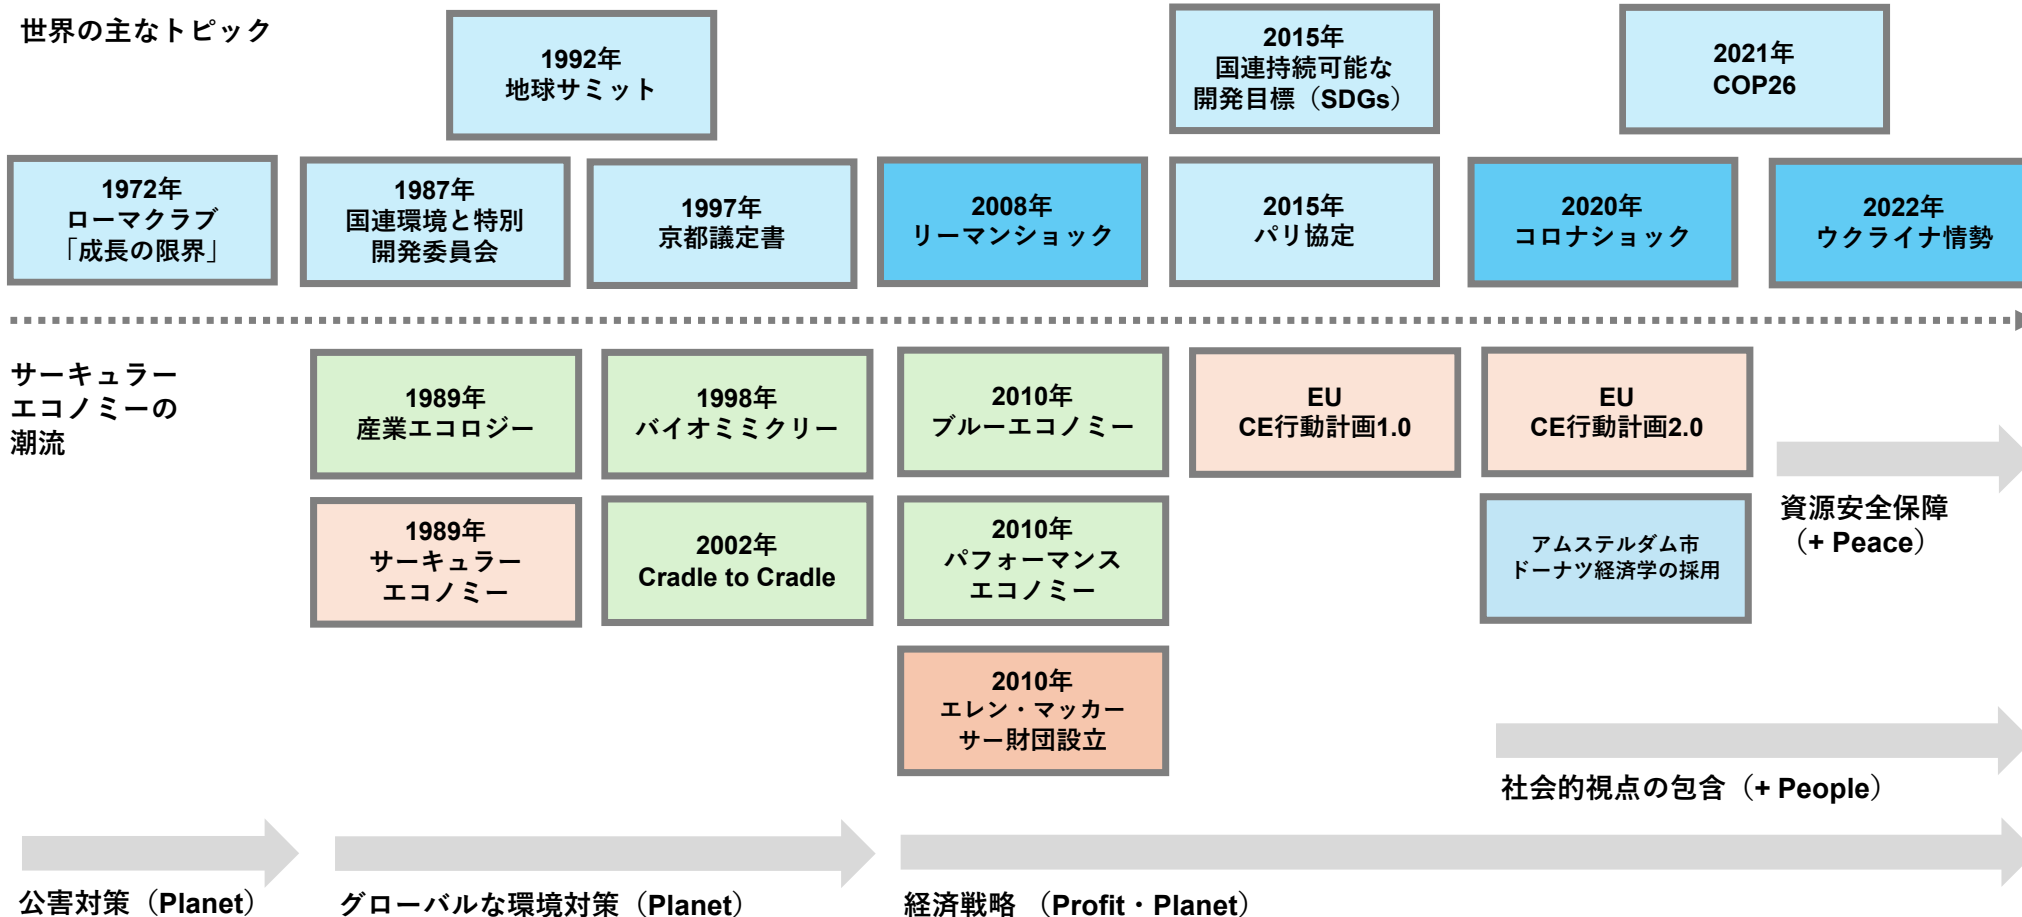 世界の主なトピック
1992年
地球サミット
2015年
国連持続可能な
開発目標（SDGs）
2021年
COP26
1972年
ローマクラブ
「成長の限界」
1987年
国連環境と特別
開発委員会
1997年
京都議定書
2008年
リーマンショック
2015年
パリ協定
2020年
コロナショック
2022年
ウクライナ情勢
サーキュラー
エコノミーの
潮流
1989年
産業エコロジー
1998年
バイオミミクリー
2010年
ブルーエコノミー
EU
CE行動計画1.0
EU
CE行動計画2.0
1989年
サーキュラー
エコノミー
2002年
Cradle to Cradle
2010年
パフォーマンス
エコノミー
アムステルダム市
ドーナツ経済学の採用
資源安全保障
（+ Peace）
2010年
エレン・マッカー
サー財団設立
社会的視点の包含（+ People）
公害対策（Planet）
グローバルな環境対策（Planet）
経済戦略 （Profit・Planet）